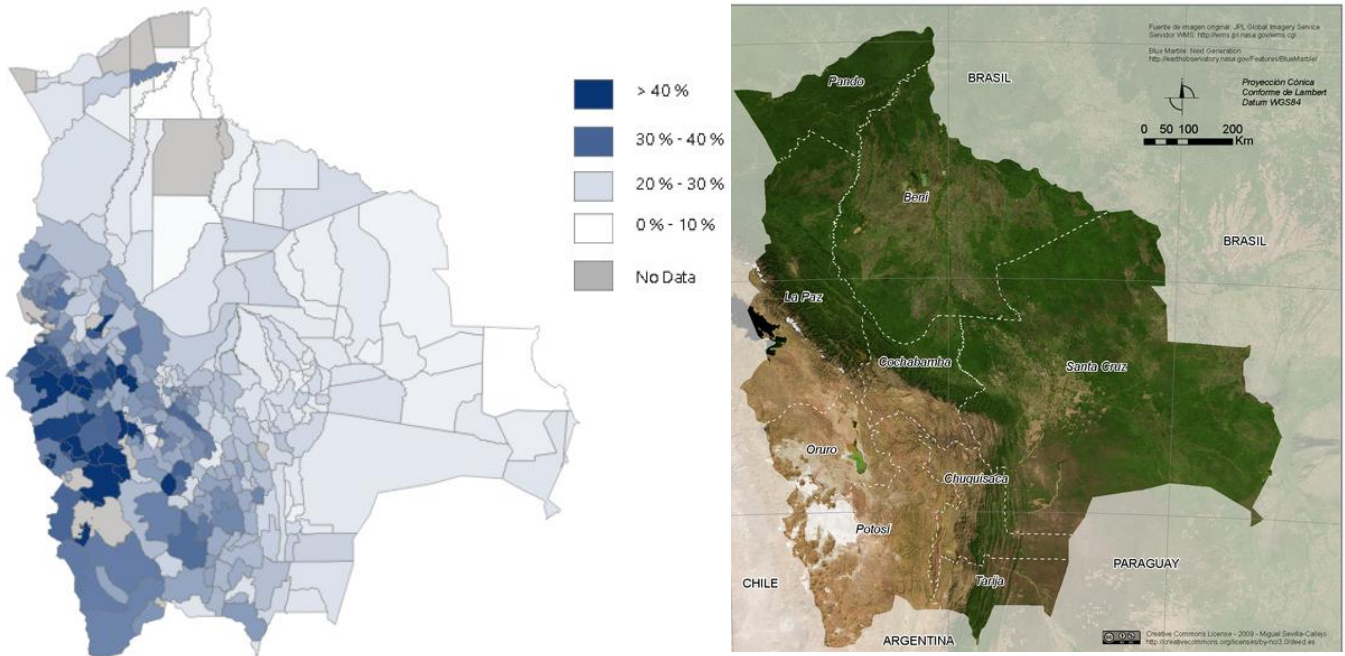 > 40 %
30 % - 40 %
20 % - 30 %
0 % - 10 %
No Data
Fuente de imagen original: JPL Global Imagery Service
Servidor WMS: http://wms.jpl.nasa.gov/wms.cgi
Blue Marble: Next Generation
http://earthobservatory.nasa.gov/Features/BlueMarble/
Proyección Cónica
Conforme de Lambert
Datum WGS84
0 50 100 200
Km
BRASIL
Pando
Beni
BRASIL
La Paz
Cochabamba
Santa Cruz
Oruro
Chuquisaca
Potosí
PARAGUAY
CHILE
Tarija
ARGENTINA
Creative Commons License - 2009 - Miguel Sevilla-Callejo
http://creativecommons.org/licenses/by-nc/3.0/deed.es